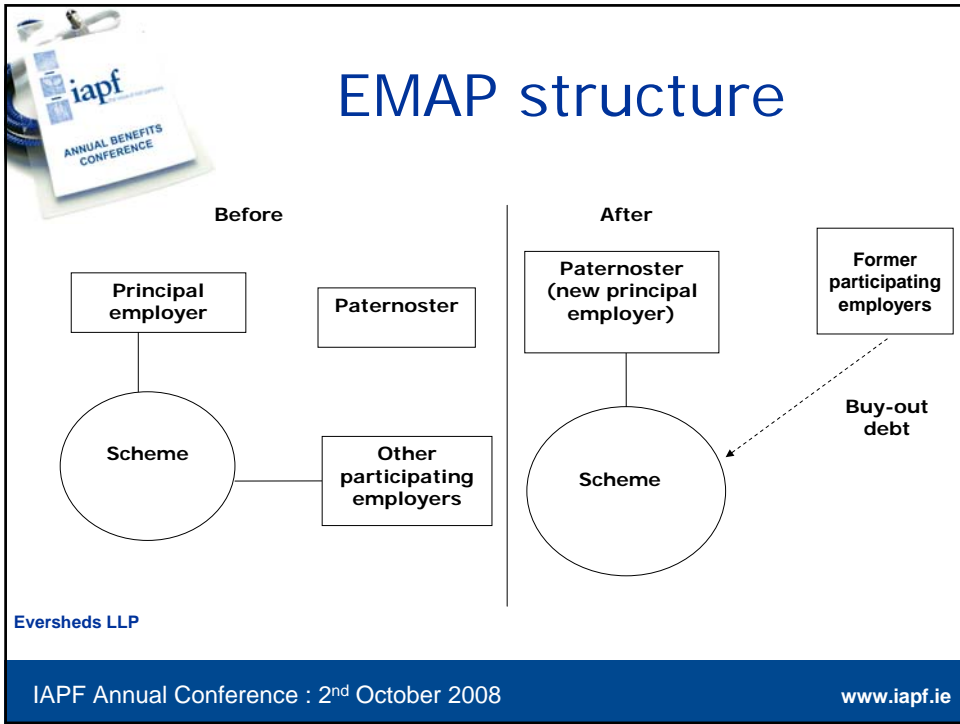 iapf
ANNUAL BENEFITS
CONFERENCE
EMAP structure
Before
Principal
employer
Paternoster
Scheme
Other
participating
employers
After
Paternoster
(new principal
employer)
Former
participating
employers
Buy-out
debt
Scheme
Eversheds LLP
IAPF Annual Conference : 2nd October 2008
www.iapf.ie